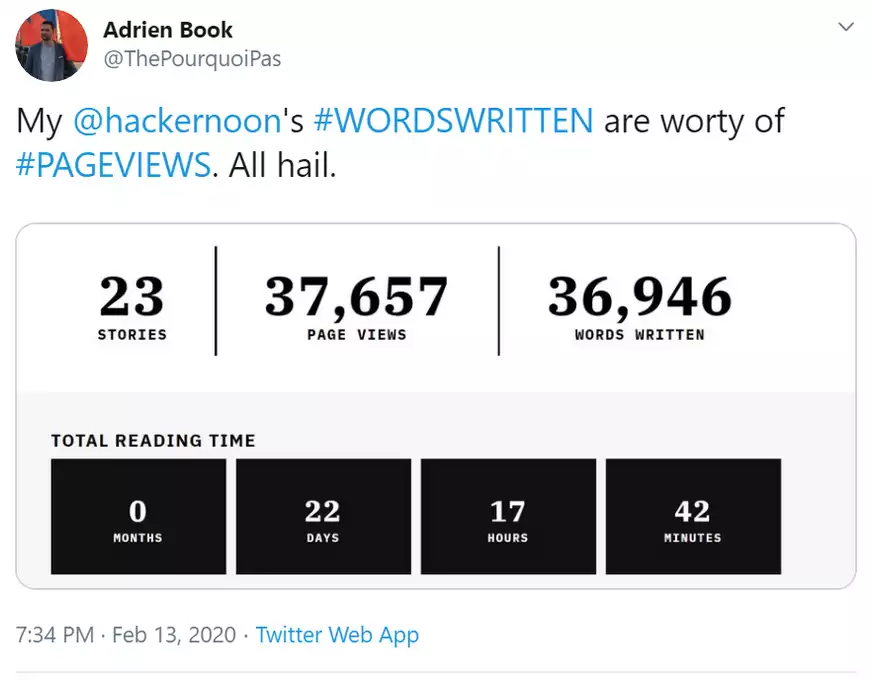 Adrien Book
@ThePourquoiPas
My @hackernoon's #WORDSWRITTEN are worty of
#PAGEVIEWS. All hail.
23 37,657 36,946
STORIES PAGE VIEWS WORDS WRITTEN
TOTAL READING TIME
0 22 17 42
MONTHS DAYS HOURS MINUTES
7:34 PM · Feb 13, 2020 · Twitter Web App